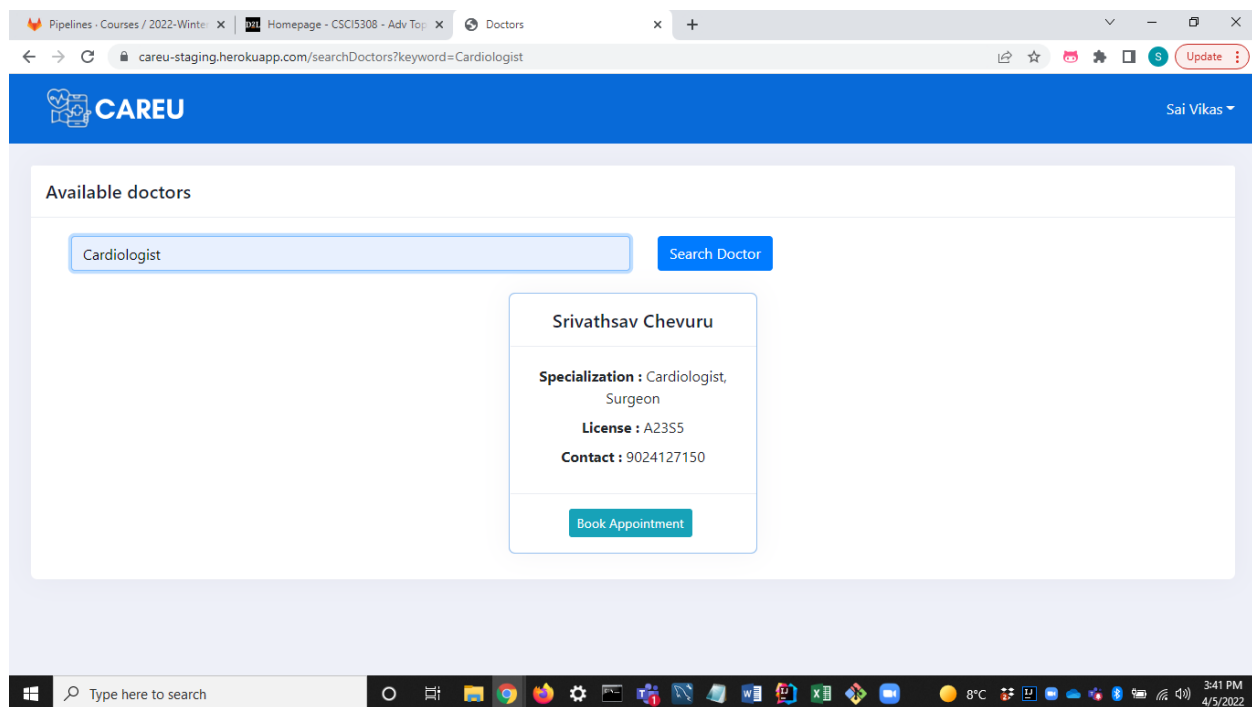 Pipelines · Courses / 2022-Winte
D2L Homepage - CSCI5308 - Adv Top
Doctors
careu-staging.herokuapp.com/searchDoctors?keyword=Cardiologist
S
Update
CAREU
Sai Vikas
Available doctors
Cardiologist
Search Doctor
Srivathsav Chevuru
Specialization : Cardiologist,
Surgeon
License : A23S5
Contact : 9024127150
Book Appointment
Type here to search
8°C
3:41 PM
4/5/2022